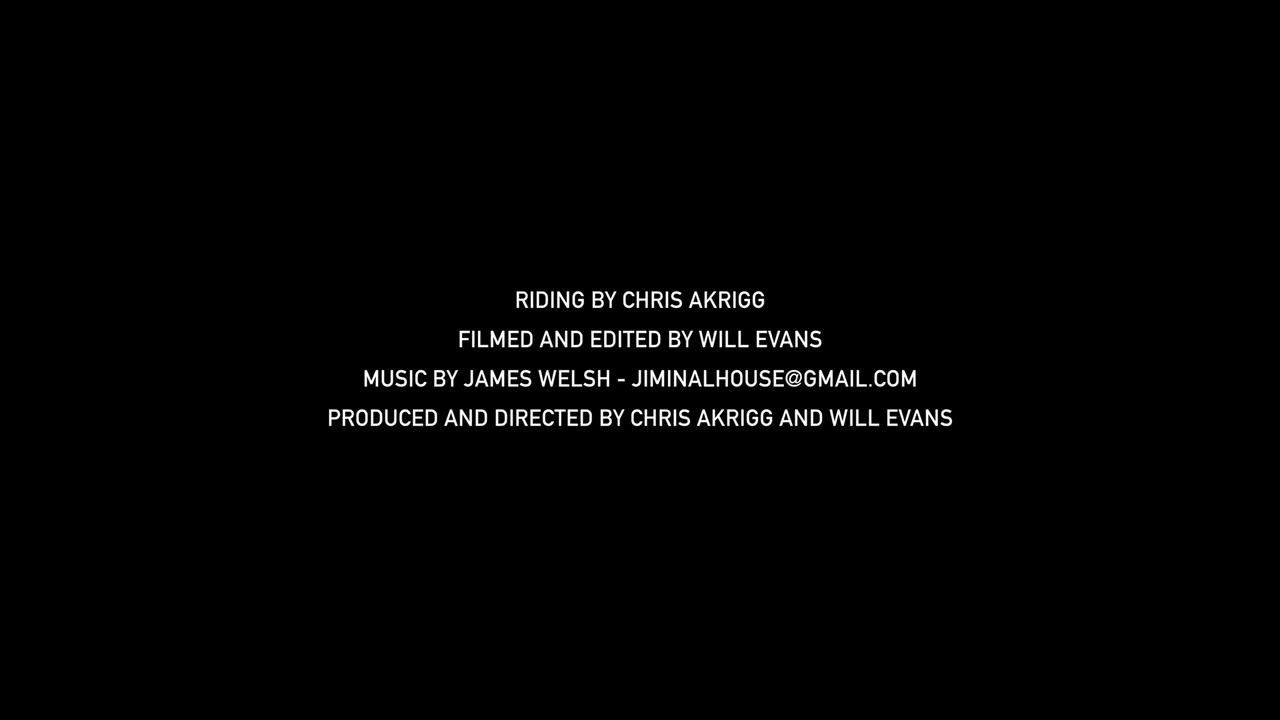 RIDING BY CHRIS AKRIGG
FILMED AND EDITED BY WILL EVANS
MUSIC BY JAMES WELSH - JIMINALHOUSE@GMAIL.COM
PRODUCED AND DIRECTED BY CHRIS AKRIGG AND WILL EVANS